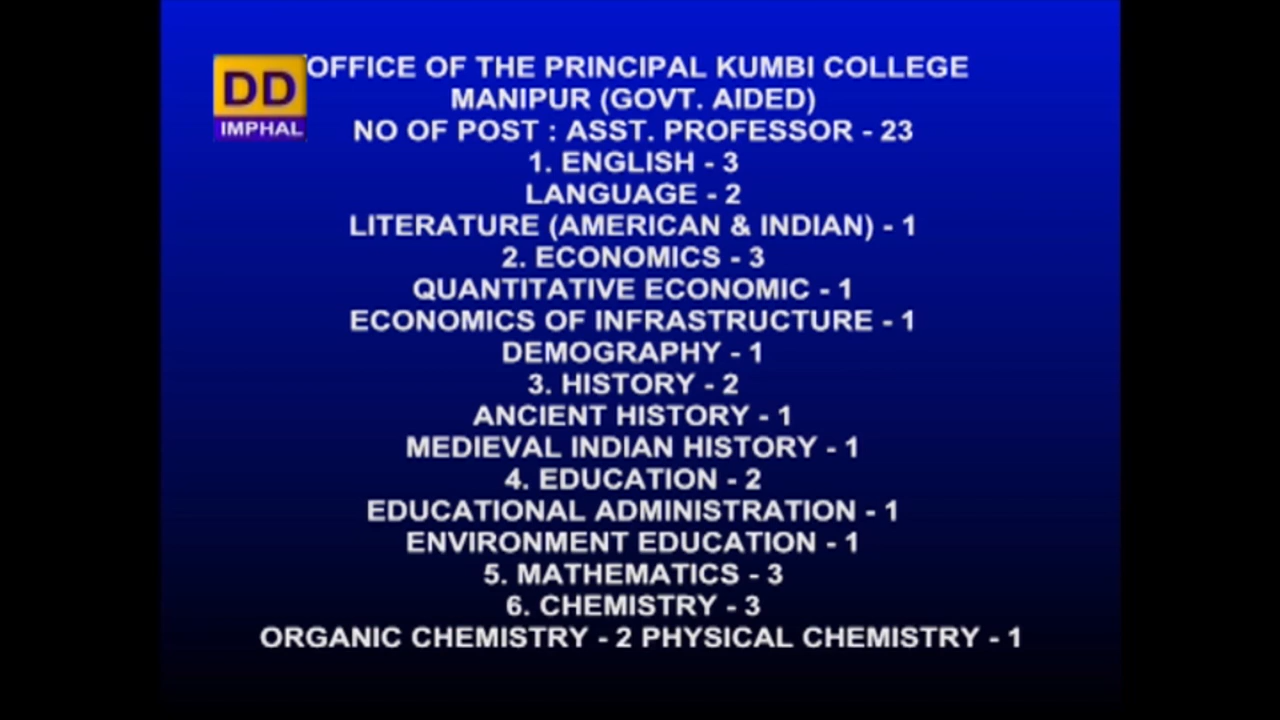 OFFICE OF THE PRINCIPAL KUMBI COLLEGE
MANIPUR (GOVT. AIDED)
DD
IMPHAL
NO OF POST : ASST. PROFESSOR - 23
1. ENGLISH - 3
LANGUAGE - 2
LITERATURE (AMERICAN & INDIAN) - 1
2. ECONOMICS - 3
QUANTITATIVE ECONOMIC - 1
ECONOMICS OF INFRASTRUCTURE - 1
DEMOGRAPHY - 1
3. HISTORY - 2
ANCIENT HISTORY - 1
MEDIEVAL INDIAN HISTORY - 1
4. EDUCATION - 2
EDUCATIONAL ADMINISTRATION - 1
ENVIRONMENT EDUCATION - 1
5. MATHEMATICS - 3
6. CHEMISTRY - 3
ORGANIC CHEMISTRY - 2 PHYSICAL CHEMISTRY - 1